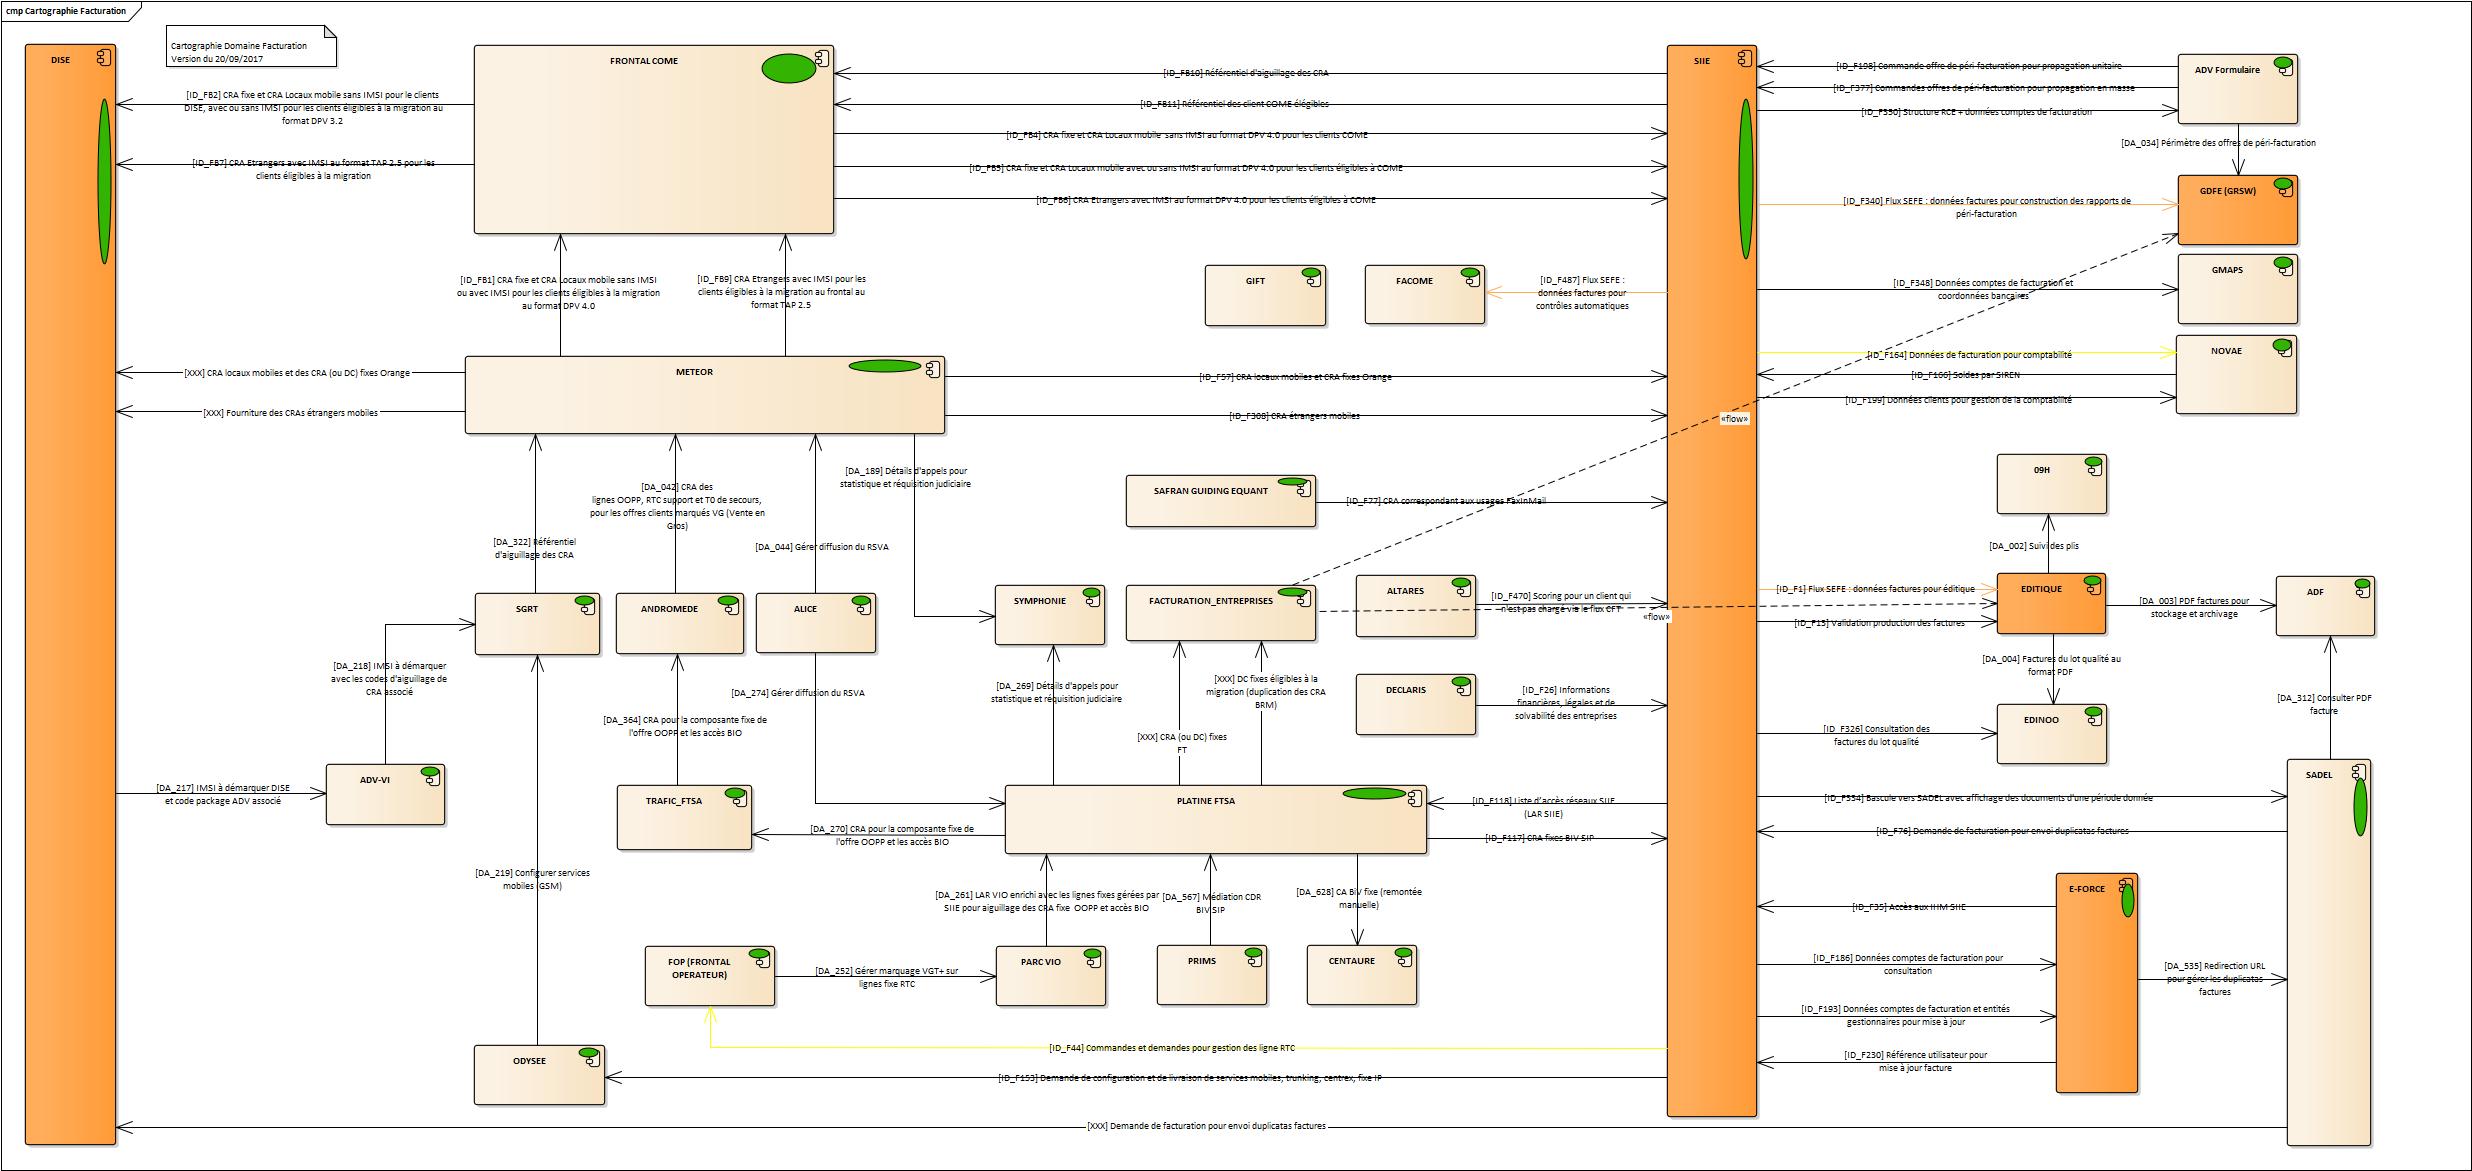 cmp Cartographie Facturation
Cartographie Domaine Facturation
Version du 20/09/2017
DISE
FRONTAL COME
SIIE
ADV Formulaire
[ID_FB2] CRA fixe et CRA Locaux mobile sans IMSI pour le clients
DISE, avec ou sans IMSI pour les clients éligibles à la migration au
format DPV 3.2
[ID_FB7] CRA Etrangers avec IMSI au format TAP 2.5 pour les
clients éligibles à la migration
[ID_FB10] Référentiel d'aiguillage des CRA
[ID_FB11] Référentiel des client COME élégibles
[ID_FB4] CRA fixe et CRA Locaux mobile sans IMSI au format DPV 4.0 pour les clients COME
[ID_FB5] CRA fixe et CRA Locaux mobile avec ou sans IMSI au format DPV 4.0 pour les clients éligibles à COME
[ID_FB6] CRA Etrangers avec IMSI au format DPV 4.0 pour les clients éligibles à COME
[ID_F198] Commande offre de péri-facturation pour propagation unitaire
[ID_F377] Commandes offres de péri-facturation pour propagation en masse
[ID_F550] Structure RCE + données comptes de facturation
[DA_034] Périmètre des offres de péri-facturation
GDFE (GRSW)
[ID_F340] Flux SEFE : données factures pour construction des rapports de
péri-facturation
[ID_FB1] CRA fixe et CRA Locaux mobile sans IMSI
ou avec IMSI pour les clients éligibles à la migration
au format DPV 4.0
[ID_FB9] CRA Etrangers avec IMSI pour les
clients éligibles à la migration au frontal au
format TAP 2.5
GIFT
FACOME
[ID_F487] Flux SEFE :
données factures pour
contrôles automatiques
GMAPS
[ID_F348] Données comptes de facturation et
coordonnées bancaires
NOVAE
[ID_F164] Données de facturation pour comptabilité
[ID_F166] Soldes par SIREN
[ID_F199] Données clients pour gestion de la comptabilité
[XXX] CRA locaux mobiles et des CRA (ou DC) fixes Orange
[XXX] Fourniture des CRAs étrangers mobiles
METEOR
[ID_F57] CRA locaux mobiles et CRA fixes Orange
[ID_F308] CRA étrangers mobiles
«flow»
[DA_189] Détails d'appels pour
statistique et réquisition judiciaire
[DA_042] CRA des
lignes OOPP, RTC support et T0 de secours,
pour les offres clients marqués VG (Vente en
Gros)
[DA_322] Référentiel
d'aiguillage des CRA
[DA_044] Gérer diffusion du RSVA
SAFRAN GUIDING EQUANT
[ID_F77] CRA correspondant aux usages FaxInMail
09H
[DA_002] Suivi des plis
SGRT
ANDROMEDE
ALICE
SYMPHONIE
FACTURATION_ENTREPRISES
ALTARES
[ID_F470] Scoring pour un client qui
n'est pas chargé via le flux CFT
«flow»
[ID_F1] Flux SEFE : données factures pour éditique
[ID_F15] Validation production des factures
EDITIQUE
[DA_003] PDF factures pour
stockage et archivage
ADF
[DA_218] IMSI à démarquer
avec les codes d'aiguillage de
CRA associé
[DA_274] Gérer diffusion du RSVA
[DA_364] CRA pour la composante fixe de
l'offre OOPP et les accès BIO
[DA_269] Détails d'appels pour
statistique et réquisition judiciaire
[XXX] DC fixes éligibles à la
migration (duplication des CRA
BRM)
[XXX] CRA (ou DC) fixes
FT
DECLARIS
[ID_F26] Informations
financières, légales et de
solvabilité des entreprises
[DA_004] Factures du lot qualité au
format PDF
EDINOO
[ID_F326] Consultation des
factures du lot qualité
[DA_312] Consulter PDF
facture
[DA_217] IMSI à démarquer DISE
et code package ADV associé
ADV-VI
TRAFIC_FTSA
PLATINE FTSA
[DA_270] CRA pour la composante fixe de
l'offre OOPP et les accès BIO
[ID_F118] Liste d'accès réseaux SIIE
(LAR SIIE)
[ID_F117] CRA fixes BIV SIP
SADEL
[ID_F554] Bascule vers SADEL avec affichage des documents d'une période donnée
[ID_F76] Demande de facturation pour envoi duplicatas factures
[DA_219] Configurer services
mobiles (GSM)
[DA_261] LAR VIO enrichi avec les lignes fixes gérées par
SIIE pour aiguillage des CRA fixe OOPP et accès BIO
[DA_567] Médiation CDR
BIV SIP
[DA_628] CA BIV fixe (remontée
manuelle)
E-FORCE
[ID_F35] Accès aux IHM SIIE
[ID_F186] Données comptes de facturation pour
consultation
[DA_535] Redirection URL
pour gérer les duplicatas
factures
[ID_F193] Données comptes de facturation et entités
gestionnaires pour mise à jour
[ID_F230] Référence utilisateur pour
mise à jour facture
FOP (FRONTAL
OPERATEUR)
[DA_252] Gérer marquage VGT+ sur
lignes fixe RTC
PARC VIO
PRIMS
CENTAURE
[ID_F44] Commandes et demandes pour gestion des ligne RTC
ODYSEE
[ID_F153] Demande de configuration et de livraison de services mobiles, trunking, centrex, fixe IP
[XXX] Demande de facturation pour envoi duplicatas factures